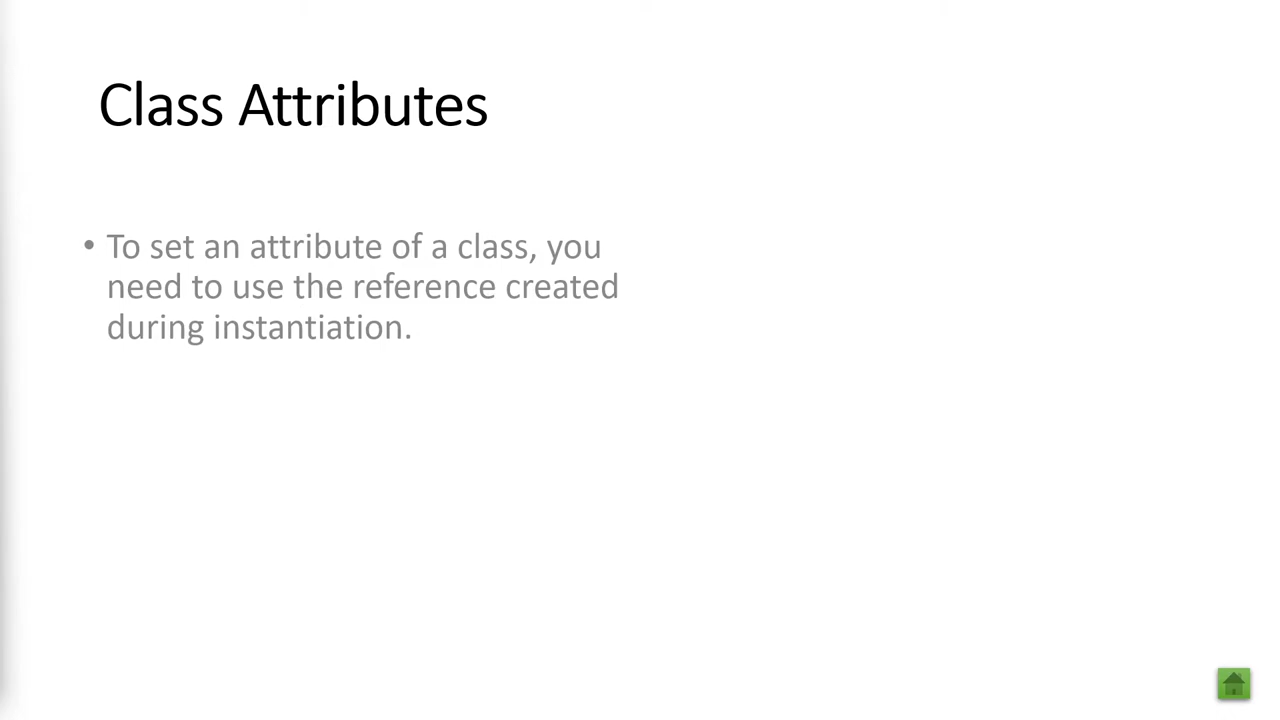 Class Attributes
• To set an attribute of a class, you
need to use the reference created
during instantiation.